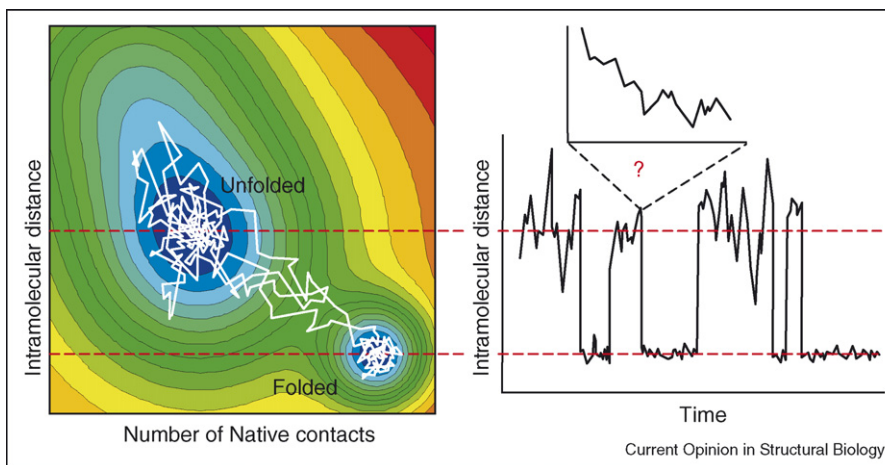 Intramolecular distance
Unfolded
Folded
Number of Native contacts
Intramolecular distance
?
Time
Current Opinion in Structural Biology